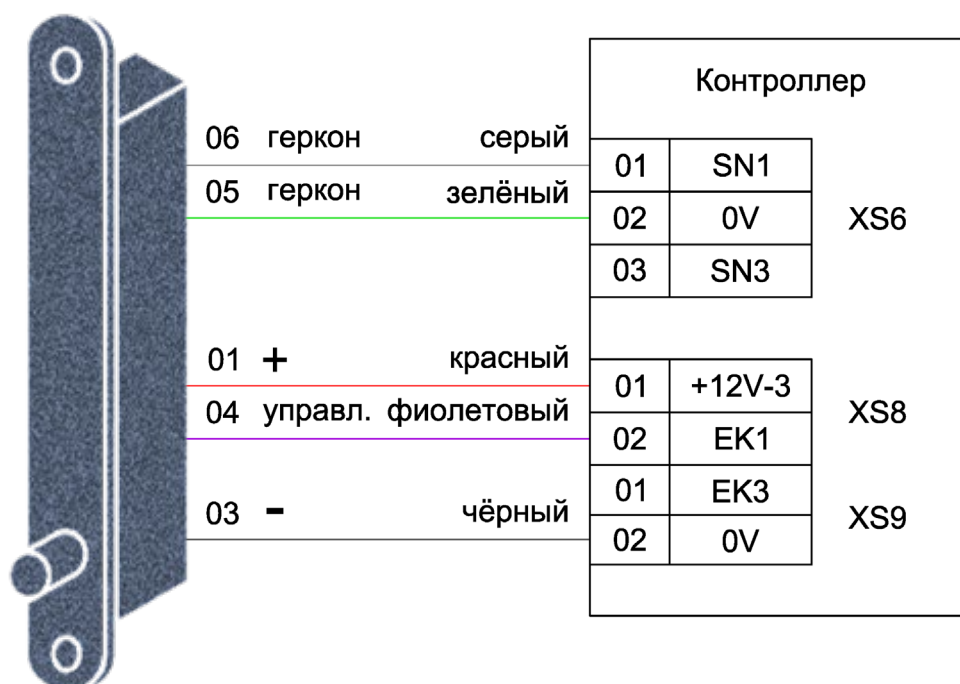 Контроллер
06 геркон серый 01 SN1
05 геркон зелёный 02 0V XS6
03 SN3
01 + красный 01 +12V-3
04 управл. фиолетовый 02 EK1 XS8
01 EK3
03 - чёрный 02 0V XS9